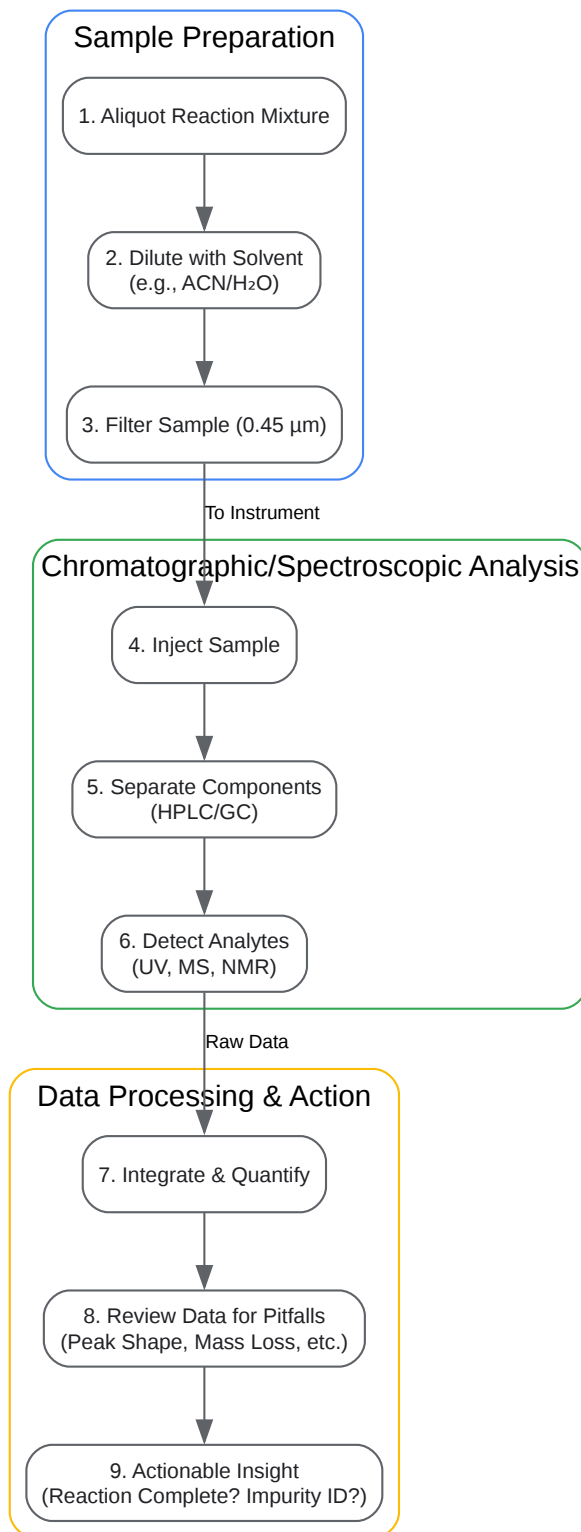 Sample Preparation
1. Aliquot Reaction Mixture
2. Dilute with Solvent
(e.g., ACN/H₂O)
3. Filter Sample (0.45 µm)
To Instrument
Chromatographic/Spectroscopic Analysis
4. Inject Sample
5. Separate Components
(HPLC/GC)
6. Detect Analytes
(UV, MS, NMR)
Raw Data
Data Processing & Action
7. Integrate & Quantify
8. Review Data for Pitfalls
(Peak Shape, Mass Loss, etc.)
9. Actionable Insight
(Reaction Complete? Impurity ID?)